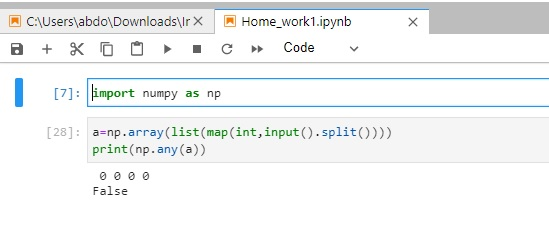 C:\Users\abdo\Downloads\Ir
Home_work1.ipynb
Code
[7]: import numpy as np
[28]: a=np.array(list(map(int,input().split())))
print(np.any(a))
0 0 0 0
False